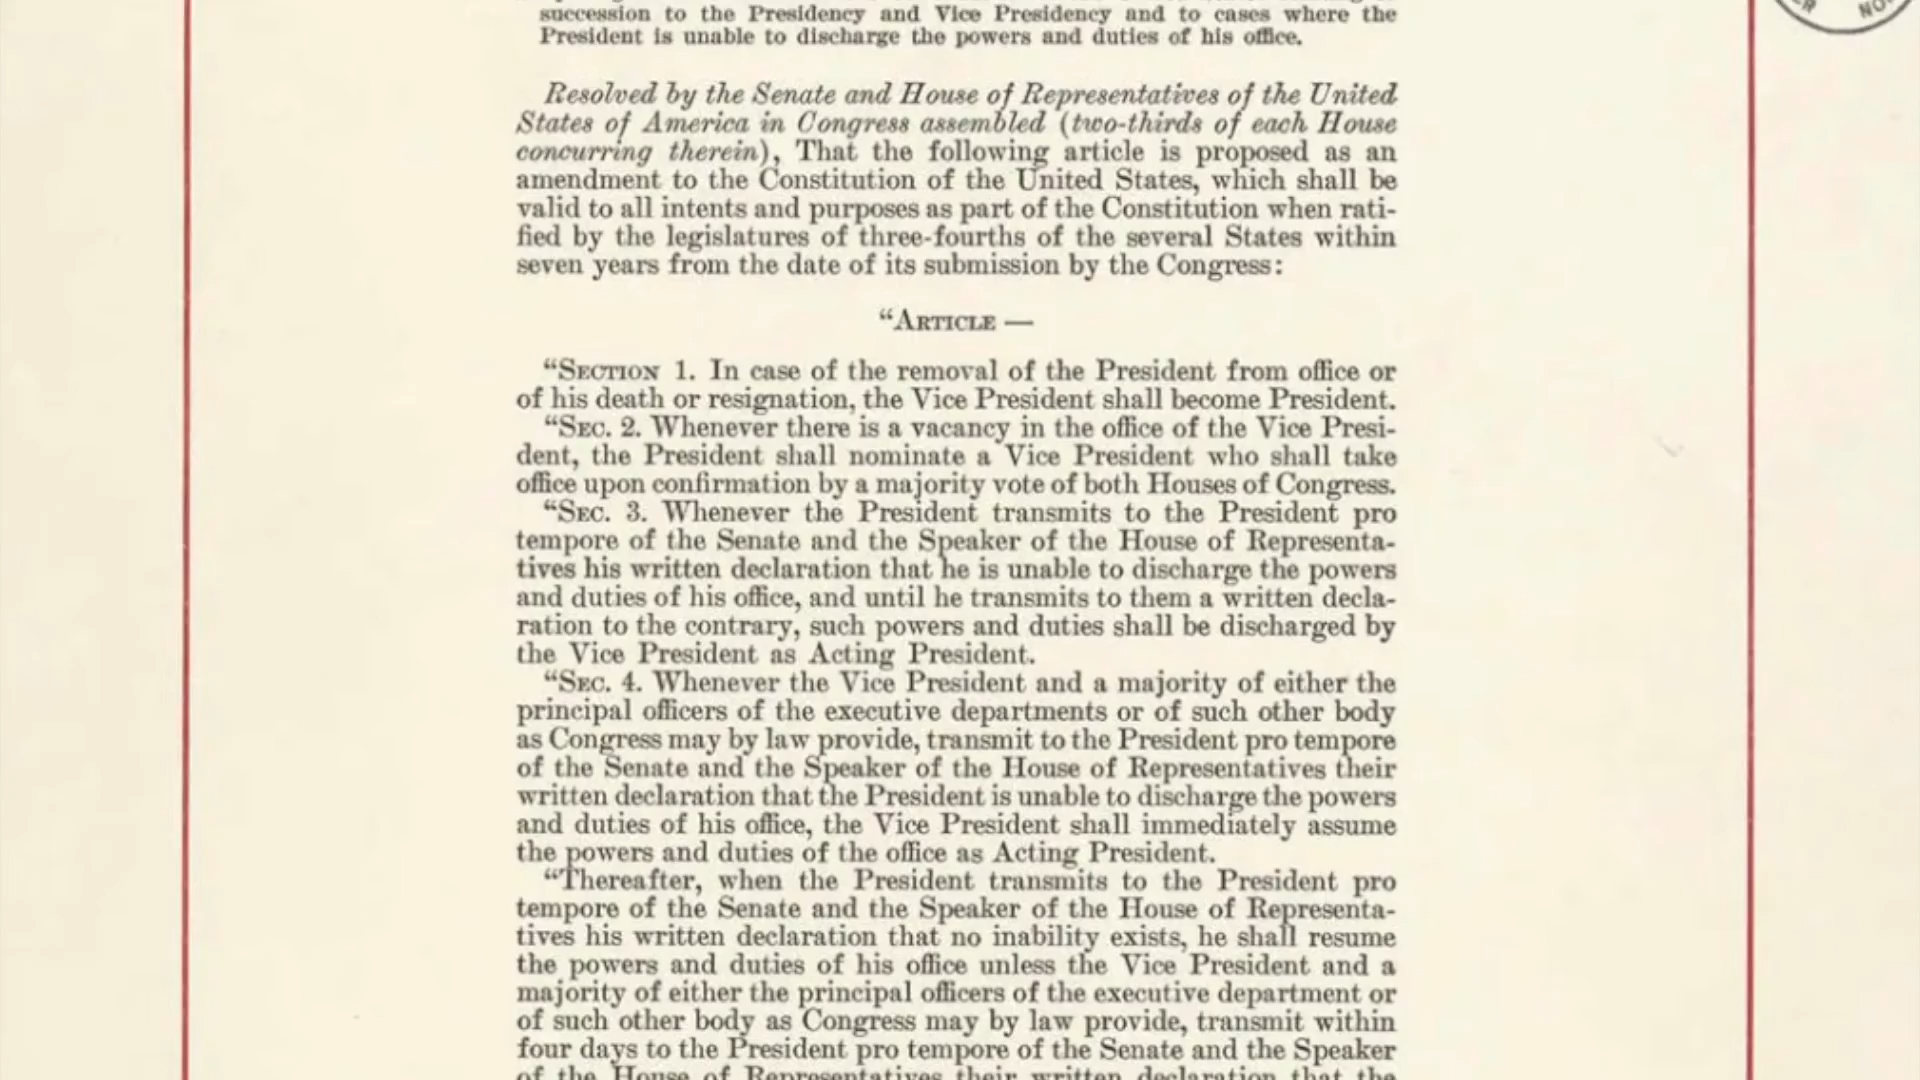 succession to the Presidency and Vice Presidency and to cases where the
President is unable to discharge the powers and duties of his office.
Resolved by the Senate and House of Representatives of the United
States of America in Congress assembled (two-thirds of each House
concurring therein), That the following article is proposed as an
amendment to the Constitution of the United States, which shall be
valid to all intents and purposes as part of the Constitution when rati-
fied by the legislatures of three-fourths of the several States within
seven years from the date of its submission by the Congress:
“ARTICLE —
“SECTION 1. In case of the removal of the President from office or
of his death or resignation, the Vice President shall become President.
“SEC. 2. Whenever there is a vacancy in the office of the Vice Presi-
dent, the President shall nominate a Vice President who shall take
office upon confirmation by a majority vote of both Houses of Congress.
“SEC. 3. Whenever the President transmits to the President pro
tempore of the Senate and the Speaker of the House of Representa-
tives his written declaration that he is unable to discharge the powers
and duties of his office, and until he transmits to them a written decla-
ration to the contrary, such powers and duties shall be discharged by
the Vice President as Acting President.
“SEC. 4. Whenever the Vice President and a majority of either the
principal officers of the executive departments or of such other body
as Congress may by law provide, transmit to the President pro tempore
of the Senate and the Speaker of the House of Representatives their
written declaration that the President is unable to discharge the powers
and duties of his office, the Vice President shall immediately assume
the powers and duties of the office as Acting President.
“Thereafter, when the President transmits to the President pro
tempore of the Senate and the Speaker of the House of Representa-
tives his written declaration that no inability exists, he shall resume
the powers and duties of his office unless the Vice President and a
majority of either the principal officers of the executive department or
of such other body as Congress may by law provide, transmit within
four days to the President pro tempore of the Senate and the Speaker
of the House of Representatives their written declaration that the